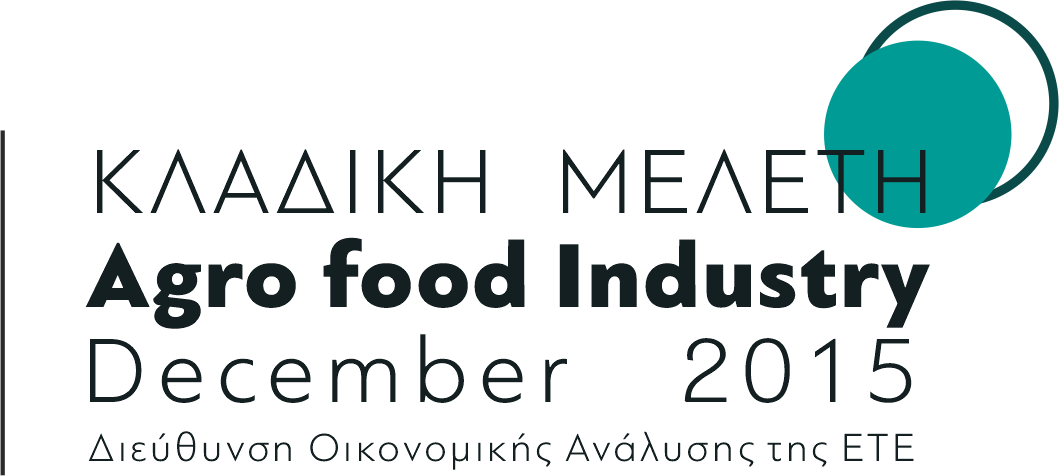 ΚΛΑΔΙΚΗ ΜΕΛΕΤΗ
Agro food Industry
December 2015
Διεύθυνση Οικονομικής Ανάλυσης της ΕΤΕ